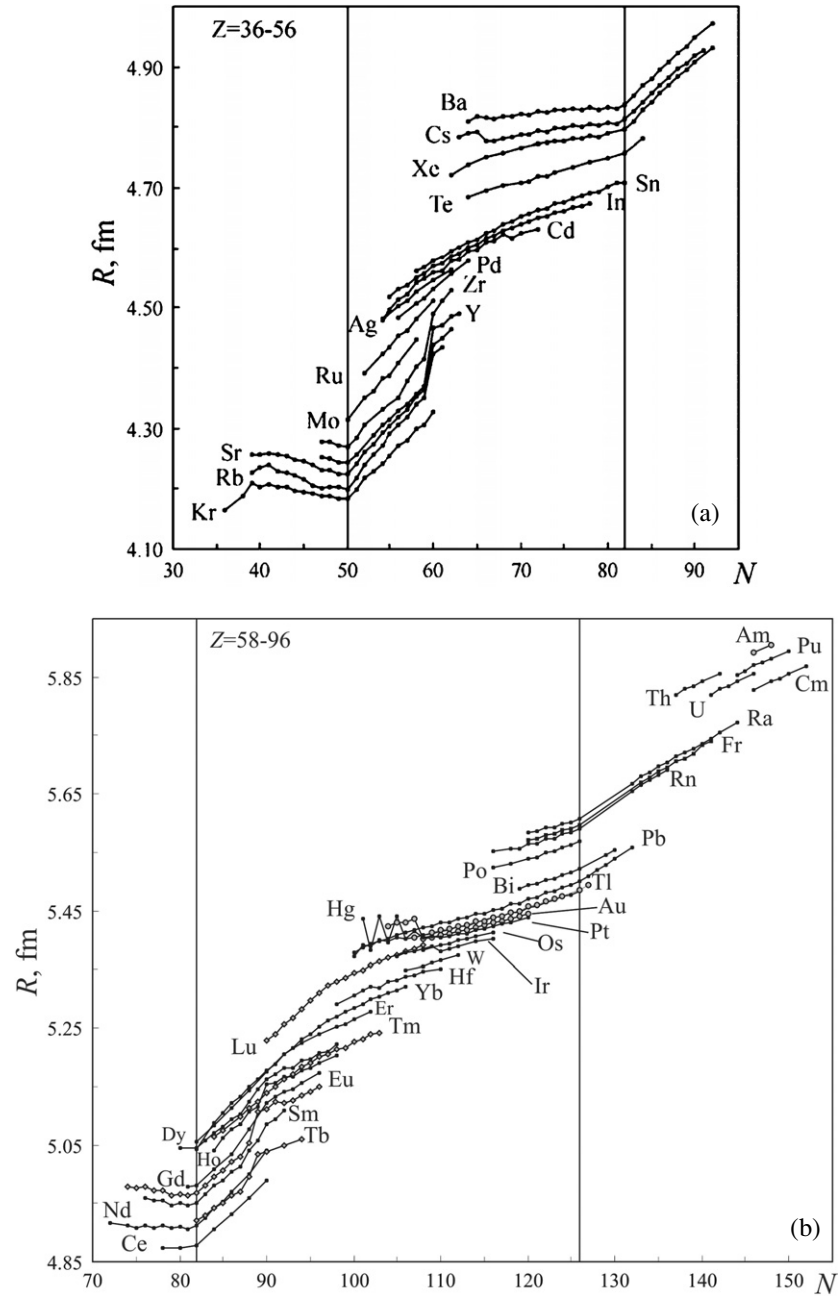 Z=36-56
4.90
Ba
Cs
Xe
4.70
Te
Sn
In
Cd
R, fm
Pd
Zr
4.50
Ag
Y
Ru
Mo
4.30
Sr
Rb
Kr
(a)
4.10
30 40 50 60 70 80 90 N
Z=58-96
Am
Pu
5.85
Th
U
Cm
Ra
Fr
5.65
Rn
Pb
Po
Bi
Tl
Hg
Au
5.45
Pt
Os
R, fm
W
Ir
Hf
Yb
Er
5.25
Lu
Tm
Eu
Sm
Dy
Tb
5.05
Ho
Gd
Nd
Ce
(b)
4.85
70 80 90 100 110 120 130 140 150 N